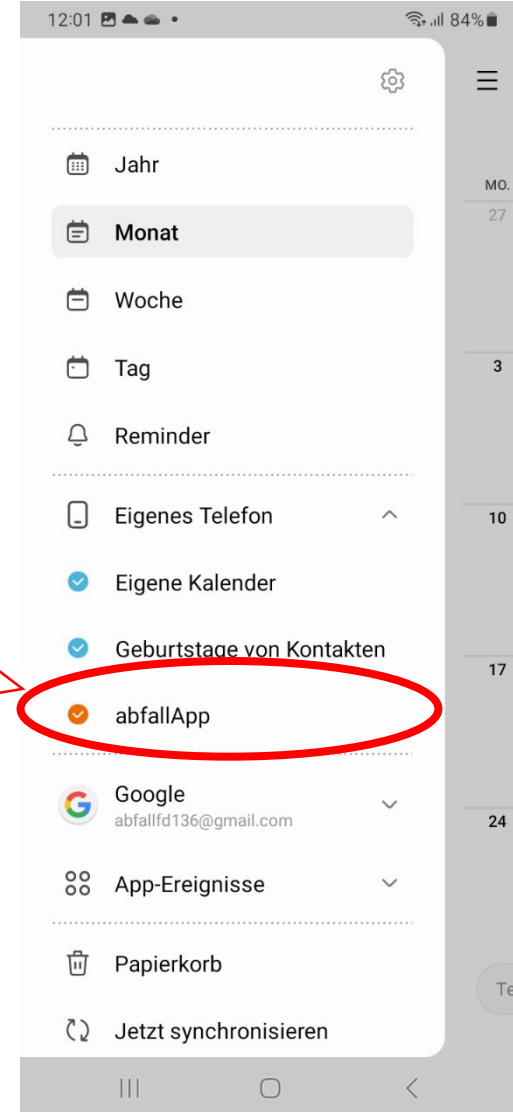 12:01 84%
Jahr
Monat
Woche
Tag
Reminder
Eigenes Telefon
Eigene Kalender
Geburtstage von Kontakten
abfallApp
Google
abfallfd136@gmail.com
App-Ereignisse
Papierkorb
Jetzt synchronisieren
MO.
27
3
10
17
24
Te